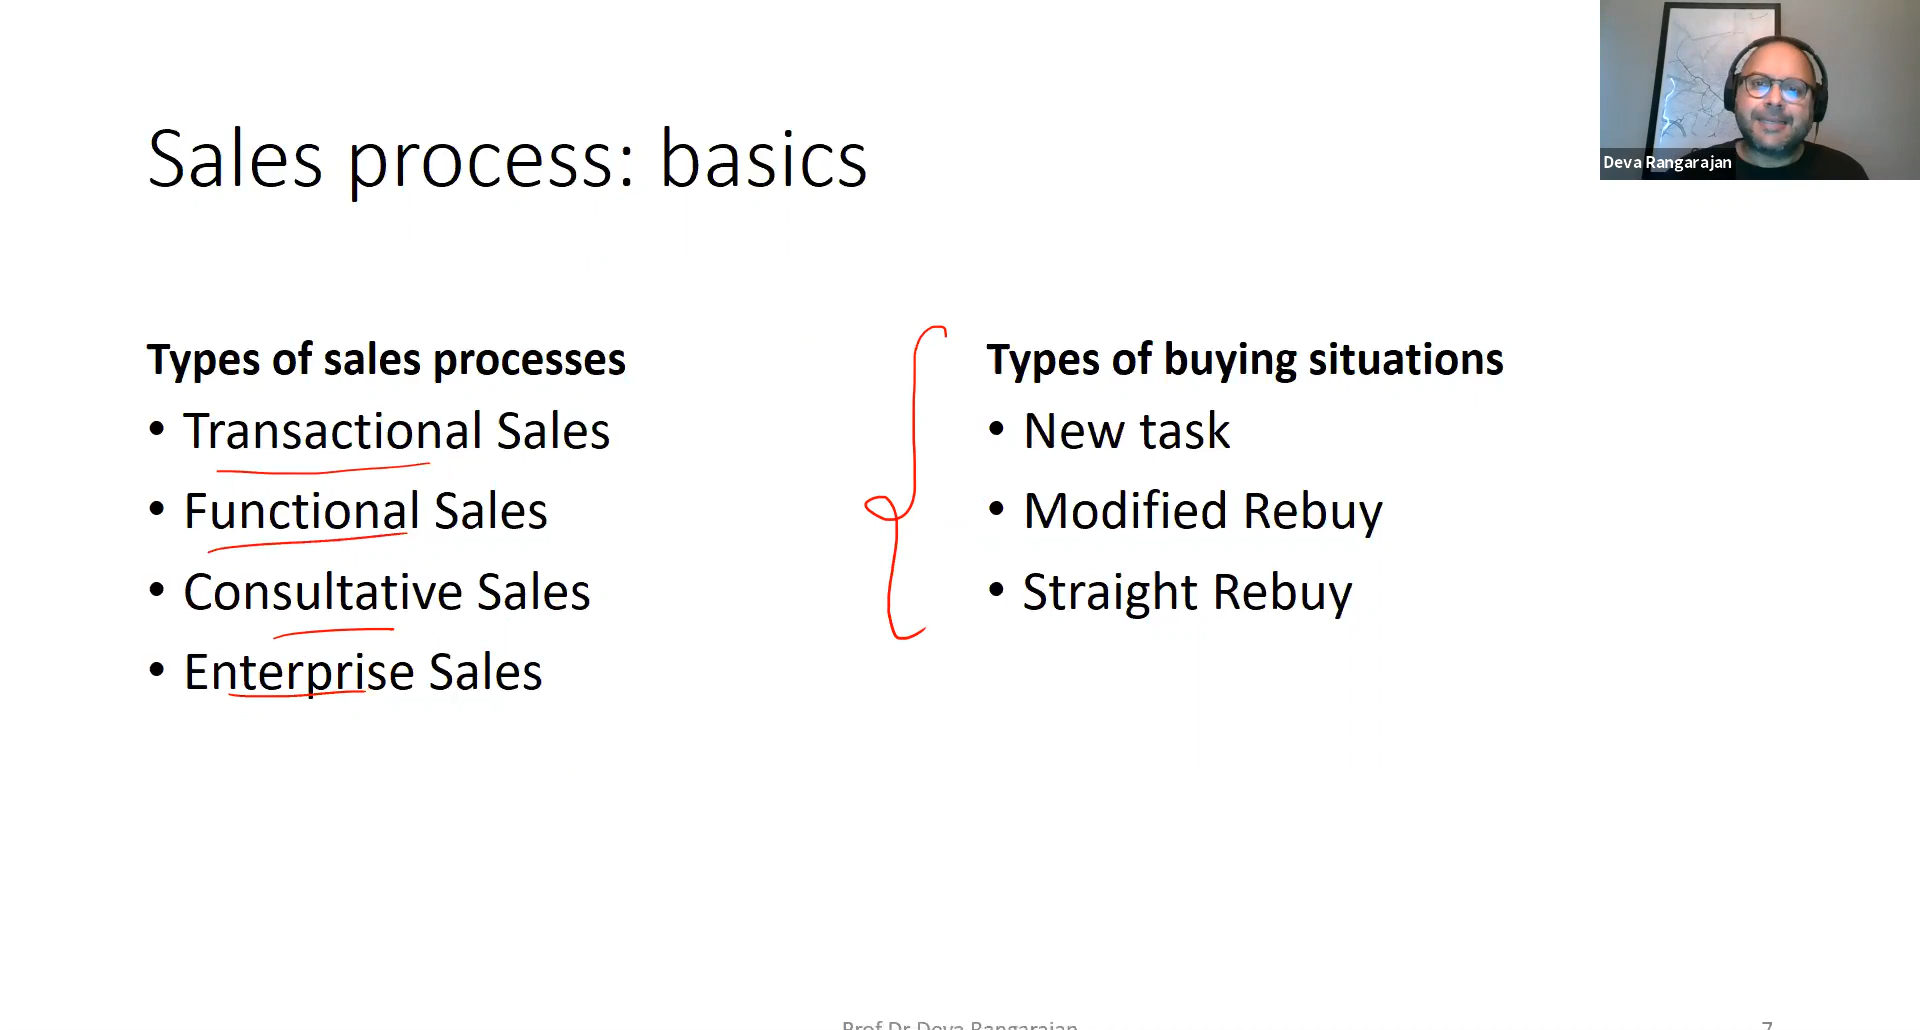 Sales process: basics
Deva Rangarajan
Types of sales processes
• Transactional Sales
• Functional Sales
• Consultative Sales
• Enterprise Sales
Types of buying situations
• New task
• Modified Rebuy
• Straight Rebuy
Prof Dr Deva Rangarajan
7